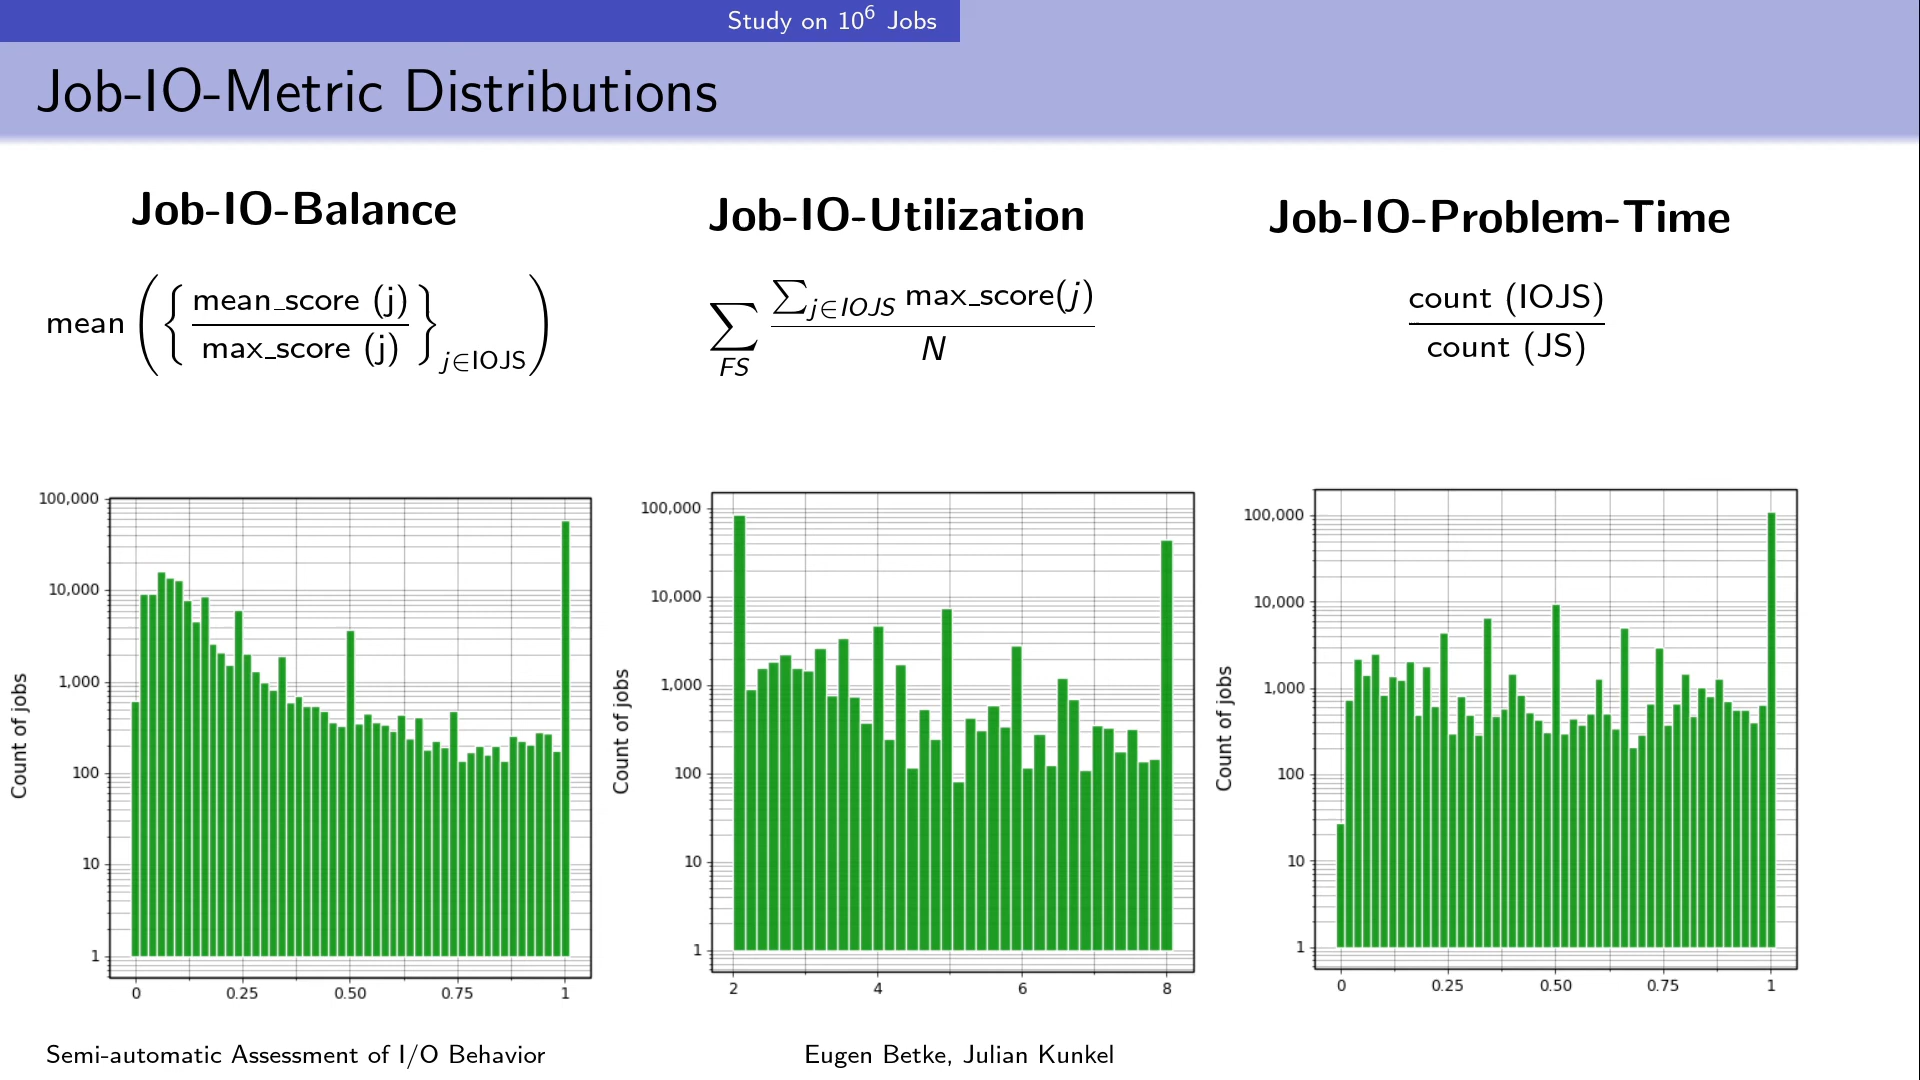 Study on 10^6 Jobs
Job-IO-Metric Distributions
Job-IO-Balance
mean ( { mean_score (j) / max_score (j) }_{j∈IOJS} )
Job-IO-Utilization
∑_{FS} ∑_{j∈IOJS} max_score(j) / N
Job-IO-Problem-Time
count (IOJS) / count (JS)
Count of jobs
100,000
10,000
1,000
100
10
1
0 0.25 0.50 0.75 1
Count of jobs
100,000
10,000
1,000
100
10
1
2 4 6 8
Count of jobs
100,000
10,000
1,000
100
10
1
0 0.25 0.50 0.75 1
Semi-automatic Assessment of I/O Behavior
Eugen Betke, Julian Kunkel